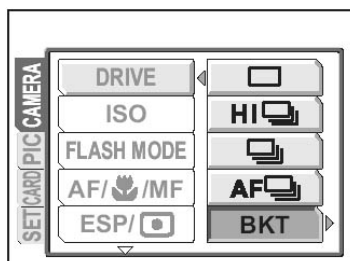 CAMERA
PIC
CARD
SET
DRIVE
ISO
FLASH MODE
AF/ /MF
ESP/
HI
AF
BKT